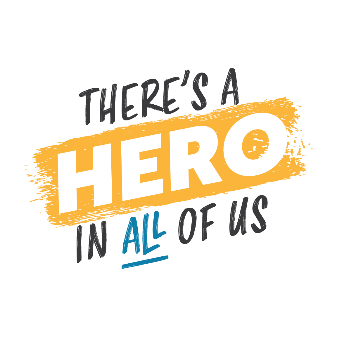 THERE'S A
HERO
IN ALL OF US